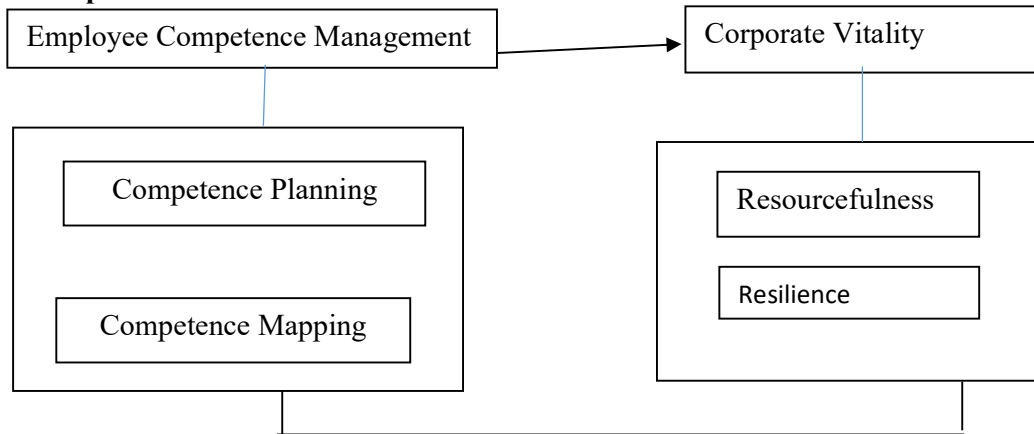 Employee Competence Management
Corporate Vitality
Competence Planning
Resourcefulness
Resilience
Competence Mapping